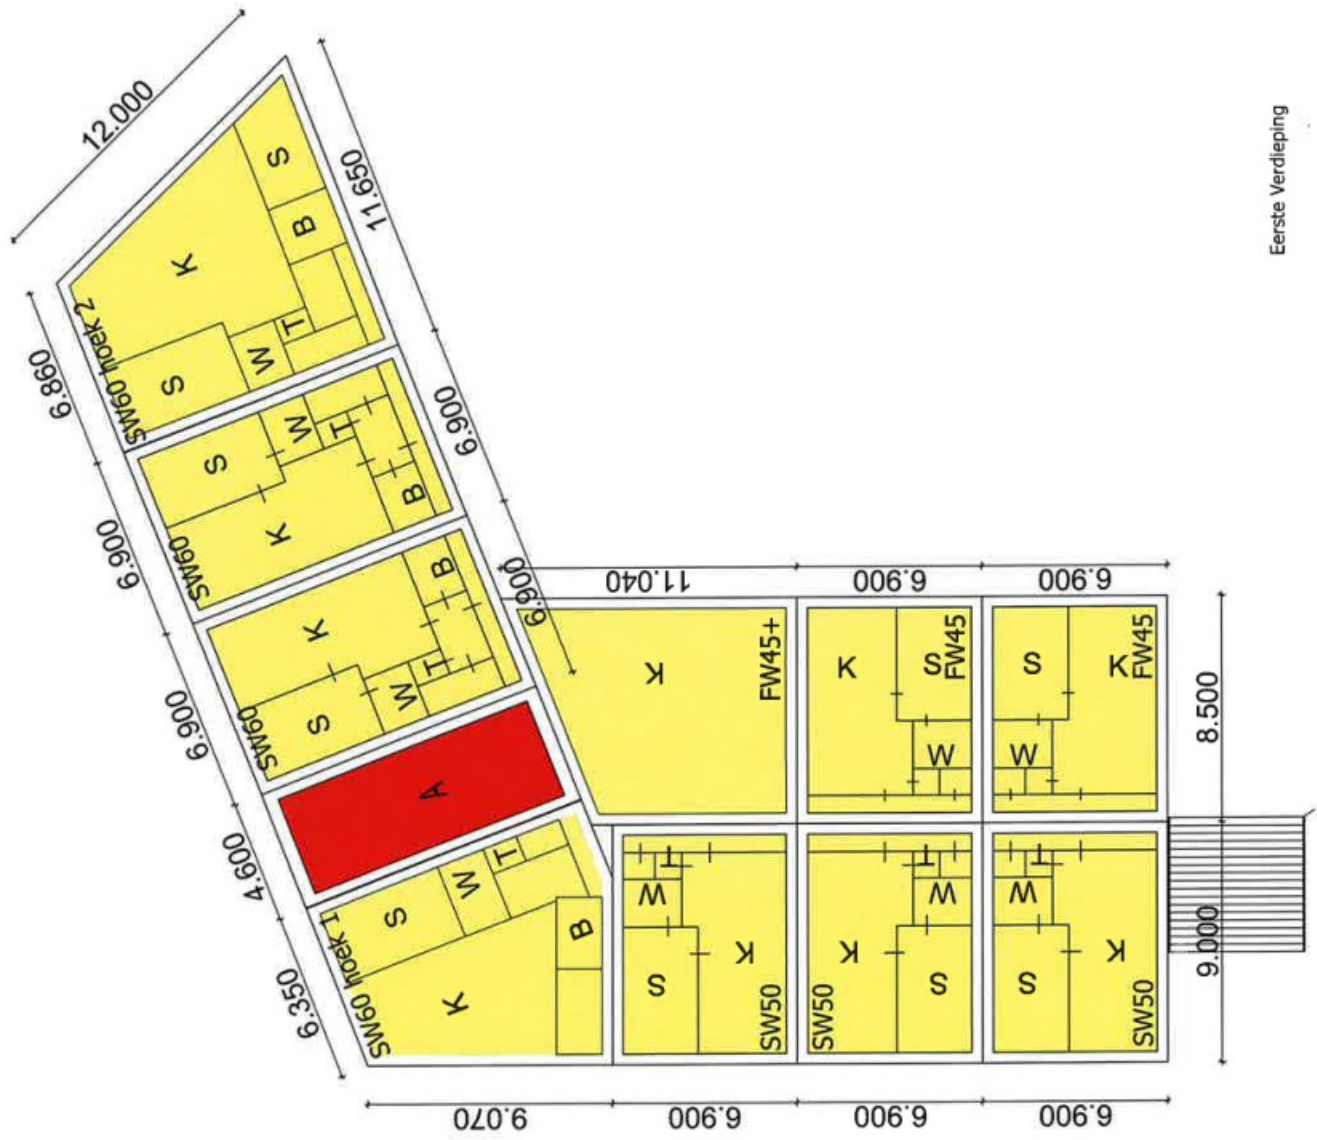 12.000
11.650
6.860
6.900
6.900
6.900
6.900
4.600
6.350
Eerste Verdieping
SW60 hoek 2
K
S
B
S
W
T
SW60
S
W
T
K
B
SW60
K
B
S
W
T
A
SW60 hoek 1
S
W
T
K
B
11.040
6.900
6.900
K
FW45+
K
S
FW45
W
S
K
FW45
W
T
W
S
K
SW50
T
W
K
S
SW50
T
W
S
K
SW50
8.500
9.000
9.070
6.900
6.900
6.900